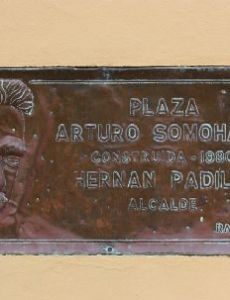 PLAZA
ARTURO SOMOHA
CONSTRUIDA - 1980
HERNAN PADIL
ALCALDE